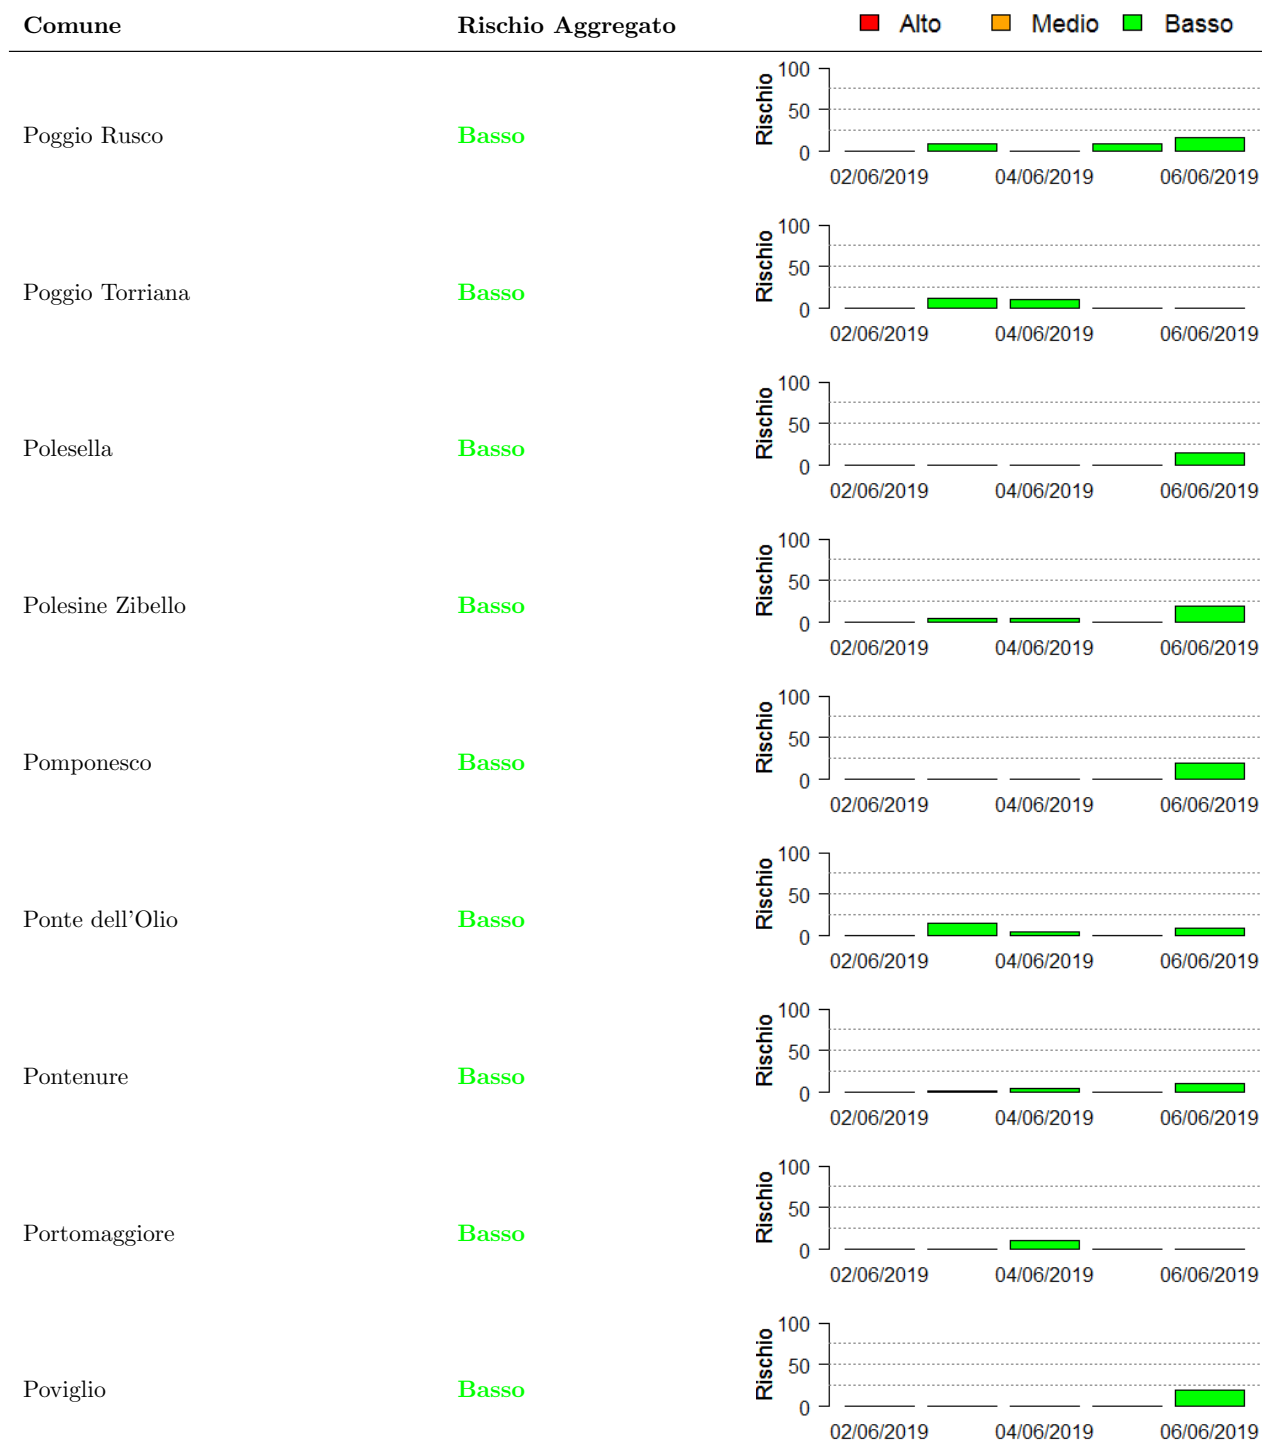 Comune Rischio Aggregato Alto Medio Basso
Poggio Rusco Basso Rischio 100 50 0
02/06/2019 04/06/2019 06/06/2019
Poggio Torriana Basso Rischio 100 50 0
02/06/2019 04/06/2019 06/06/2019
Polesella Basso Rischio 100 50 0
02/06/2019 04/06/2019 06/06/2019
Polesine Zibello Basso Rischio 100 50 0
02/06/2019 04/06/2019 06/06/2019
Pomponesco Basso Rischio 100 50 0
02/06/2019 04/06/2019 06/06/2019
Ponte dell'Olio Basso Rischio 100 50 0
02/06/2019 04/06/2019 06/06/2019
Pontenure Basso Rischio 100 50 0
02/06/2019 04/06/2019 06/06/2019
Portomaggiore Basso Rischio 100 50 0
02/06/2019 04/06/2019 06/06/2019
Poviglio Basso Rischio 100 50 0
02/06/2019 04/06/2019 06/06/2019